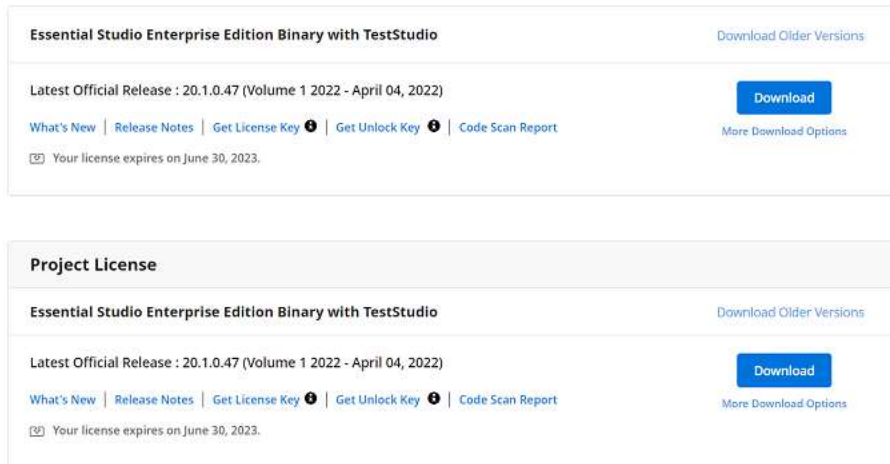 Essential Studio Enterprise Edition Binary with TestStudio
Download Older Versions
Latest Official Release : 20.1.0.47 (Volume 1 2022 - April 04, 2022)
Download
What's New | Release Notes | Get License Key | Get Unlock Key | Code Scan Report
More Download Options
Your license expires on June 30, 2023.
Project License
Essential Studio Enterprise Edition Binary with TestStudio
Download Older Versions
Latest Official Release : 20.1.0.47 (Volume 1 2022 - April 04, 2022)
Download
What's New | Release Notes | Get License Key | Get Unlock Key | Code Scan Report
More Download Options
Your license expires on June 30, 2023.